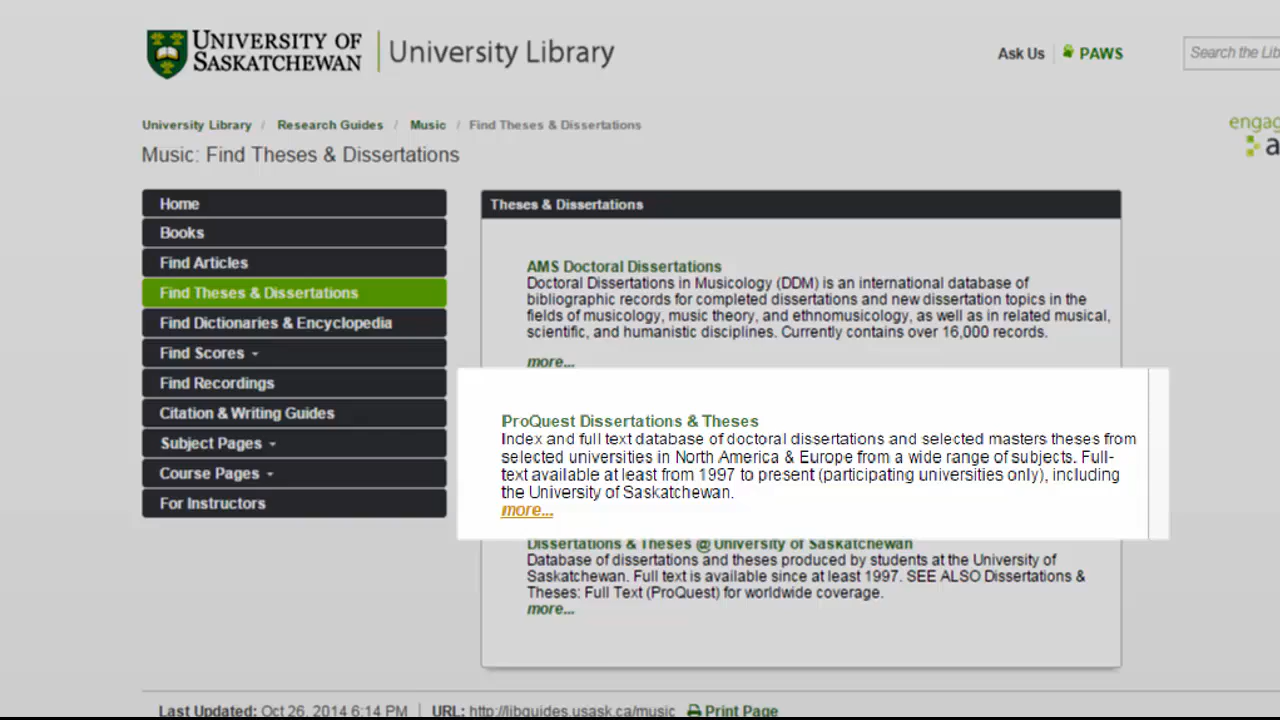 UNIVERSITY OF
SASKATCHEWAN
University Library
Ask Us
PAWS
Search the Lib
University Library / Research Guides / Music / Find Theses & Dissertations
engag
a
Music: Find Theses & Dissertations
Home
Books
Find Articles
Find Theses & Dissertations
Find Dictionaries & Encyclopedia
Find Scores
Find Recordings
Citation & Writing Guides
Subject Pages
Course Pages
For Instructors
Theses & Dissertations
AMS Doctoral Dissertations
Doctoral Dissertations in Musicology (DDM) is an international database of
bibliographic records for completed dissertations and new dissertation topics in the
fields of musicology, music theory, and ethnomusicology, as well as in related musical,
scientific, and humanistic disciplines. Currently contains over 16,000 records.
more...
ProQuest Dissertations & Theses
Index and full text database of doctoral dissertations and selected masters theses from
selected universities in North America & Europe from a wide range of subjects. Full-
text available at least from 1997 to present (participating universities only), including
the University of Saskatchewan.
more...
Dissertations & Theses @ University of Saskatchewan
Database of dissertations and theses produced by students at the University of
Saskatchewan. Full text is available since at least 1997. SEE ALSO Dissertations &
Theses: Full Text (ProQuest) for worldwide coverage.
more...
Last Updated: Oct 26, 2014 6:14 PM | URL: http://libguides.usask.ca/music Print Page